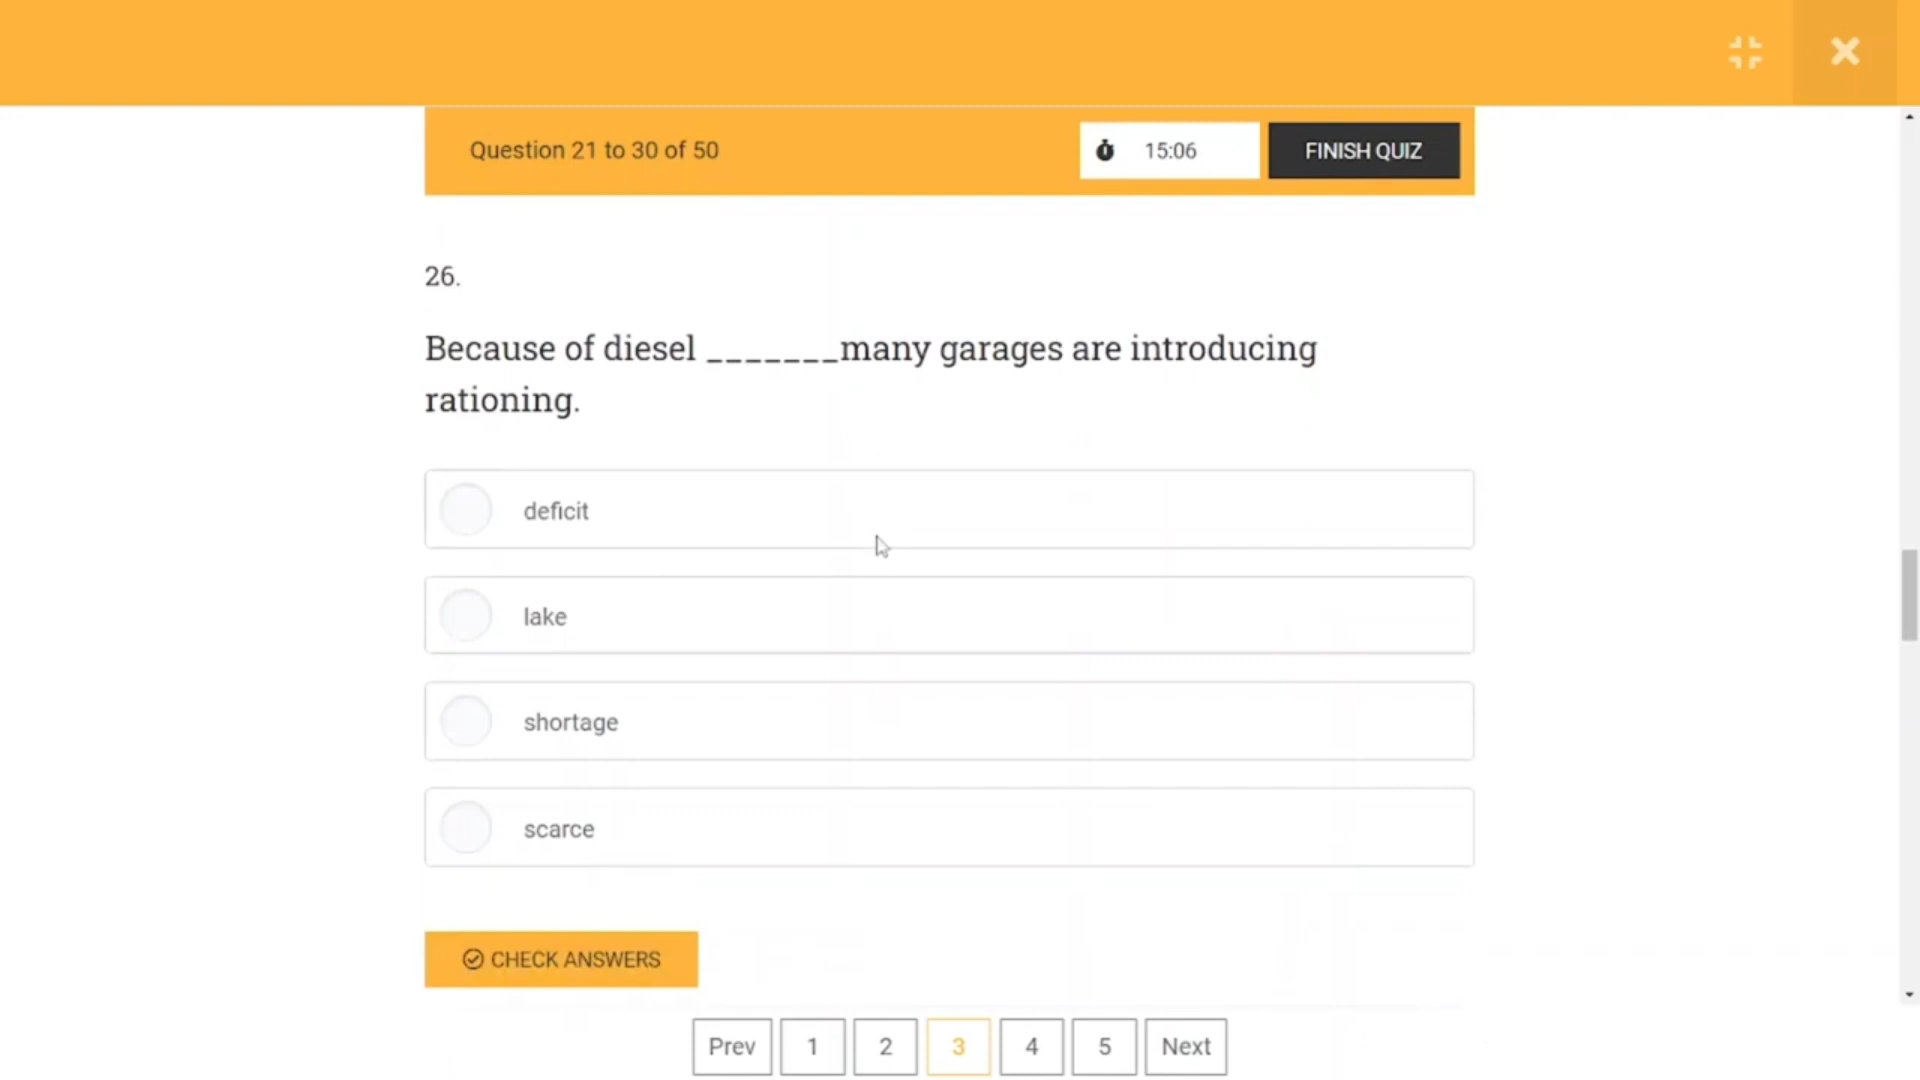 Question 21 to 30 of 50
15:06
FINISH QUIZ
26.
Because of diesel _______many garages are introducing
rationing.
deficit
lake
shortage
scarce
CHECK ANSWERS
Prev 1 2 3 4 5 Next